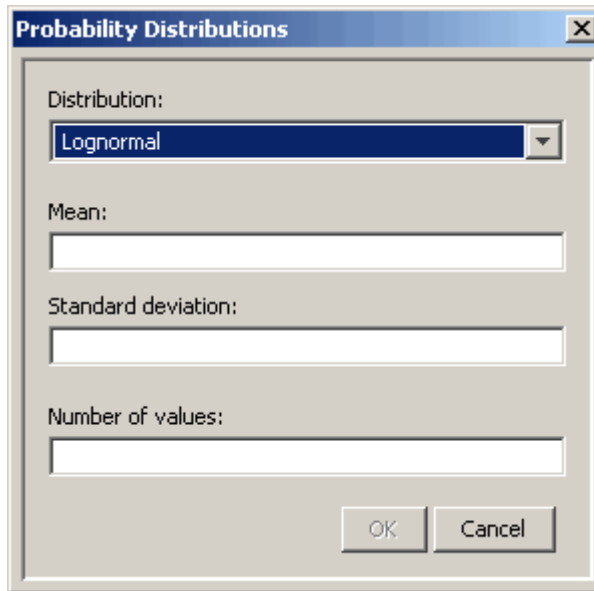 Probability Distributions
Distribution:
Lognormal
Mean:
Standard deviation:
Number of values:
OK Cancel